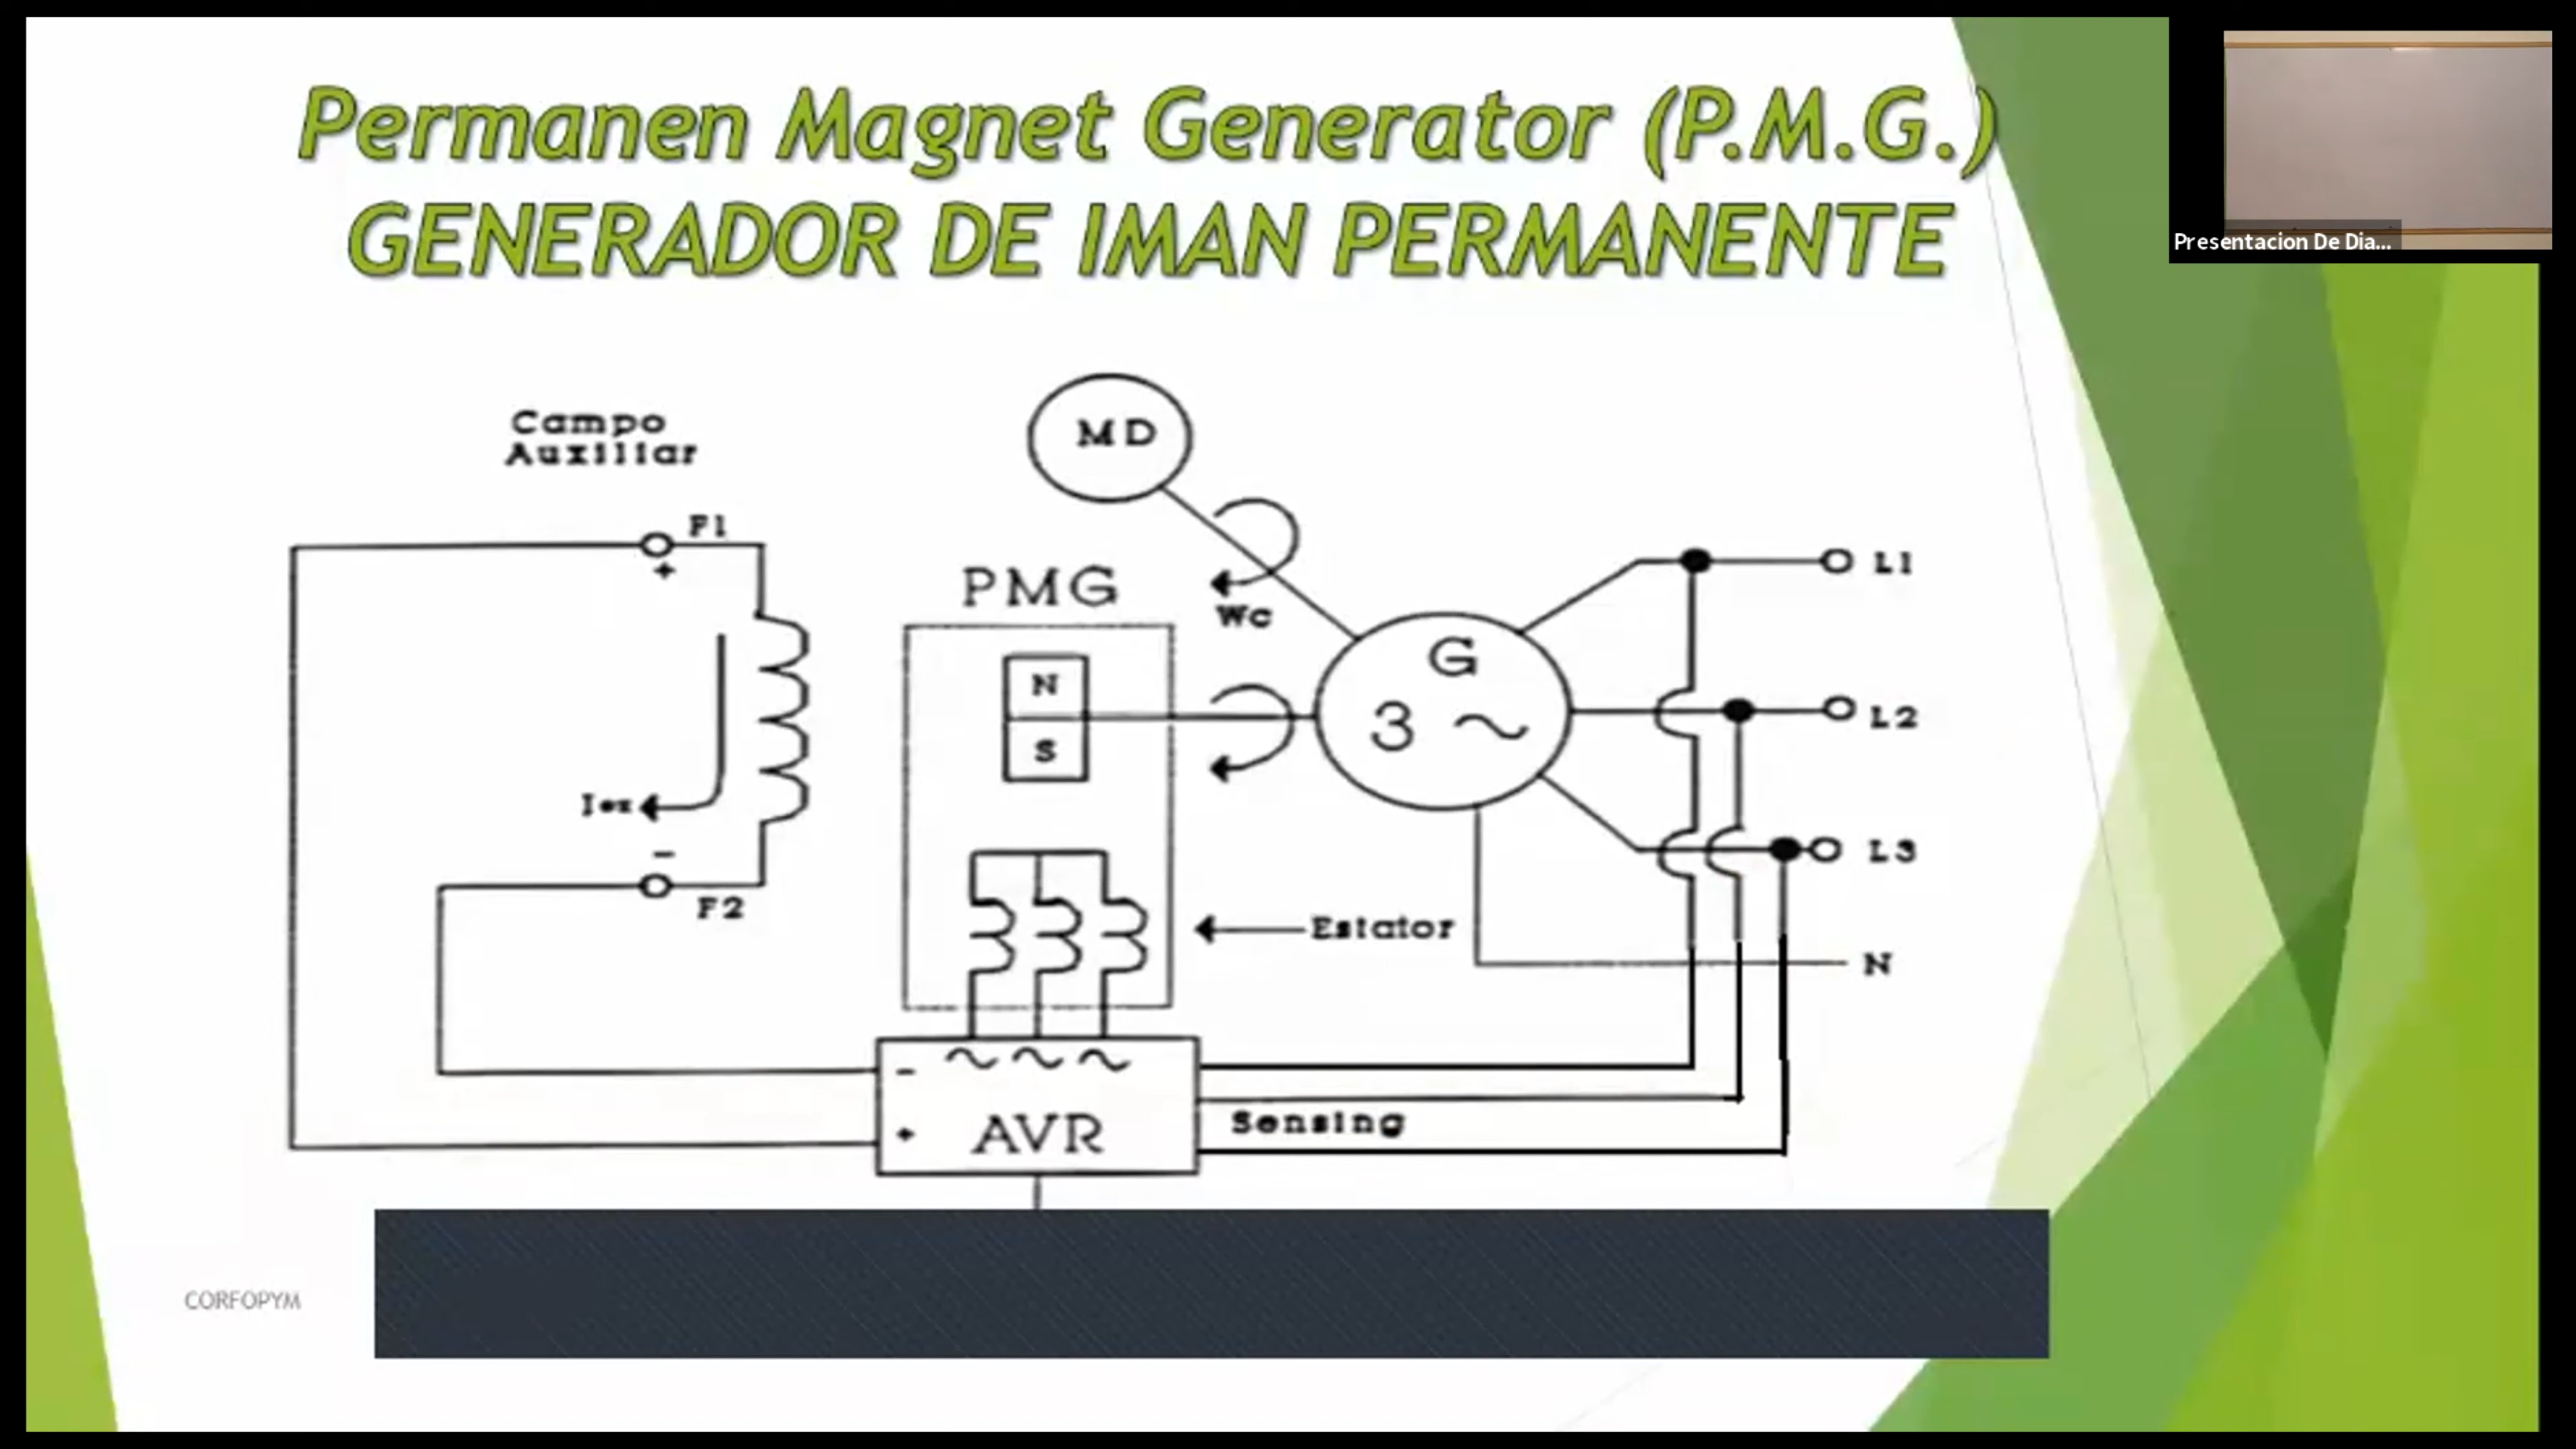 Permanen Magnet Generator (P.M.G.)
GENERADOR DE IMAN PERMANENTE
Presentacion De Dia...
Campo
Auxiliar
MD
F1
+
PMG
Wc
L1
N
S
G
3 ~
L2
Iex
-
F2
L3
Estator
N
~ ~ ~
-
+
AVR
Sensing
CORFOPYM